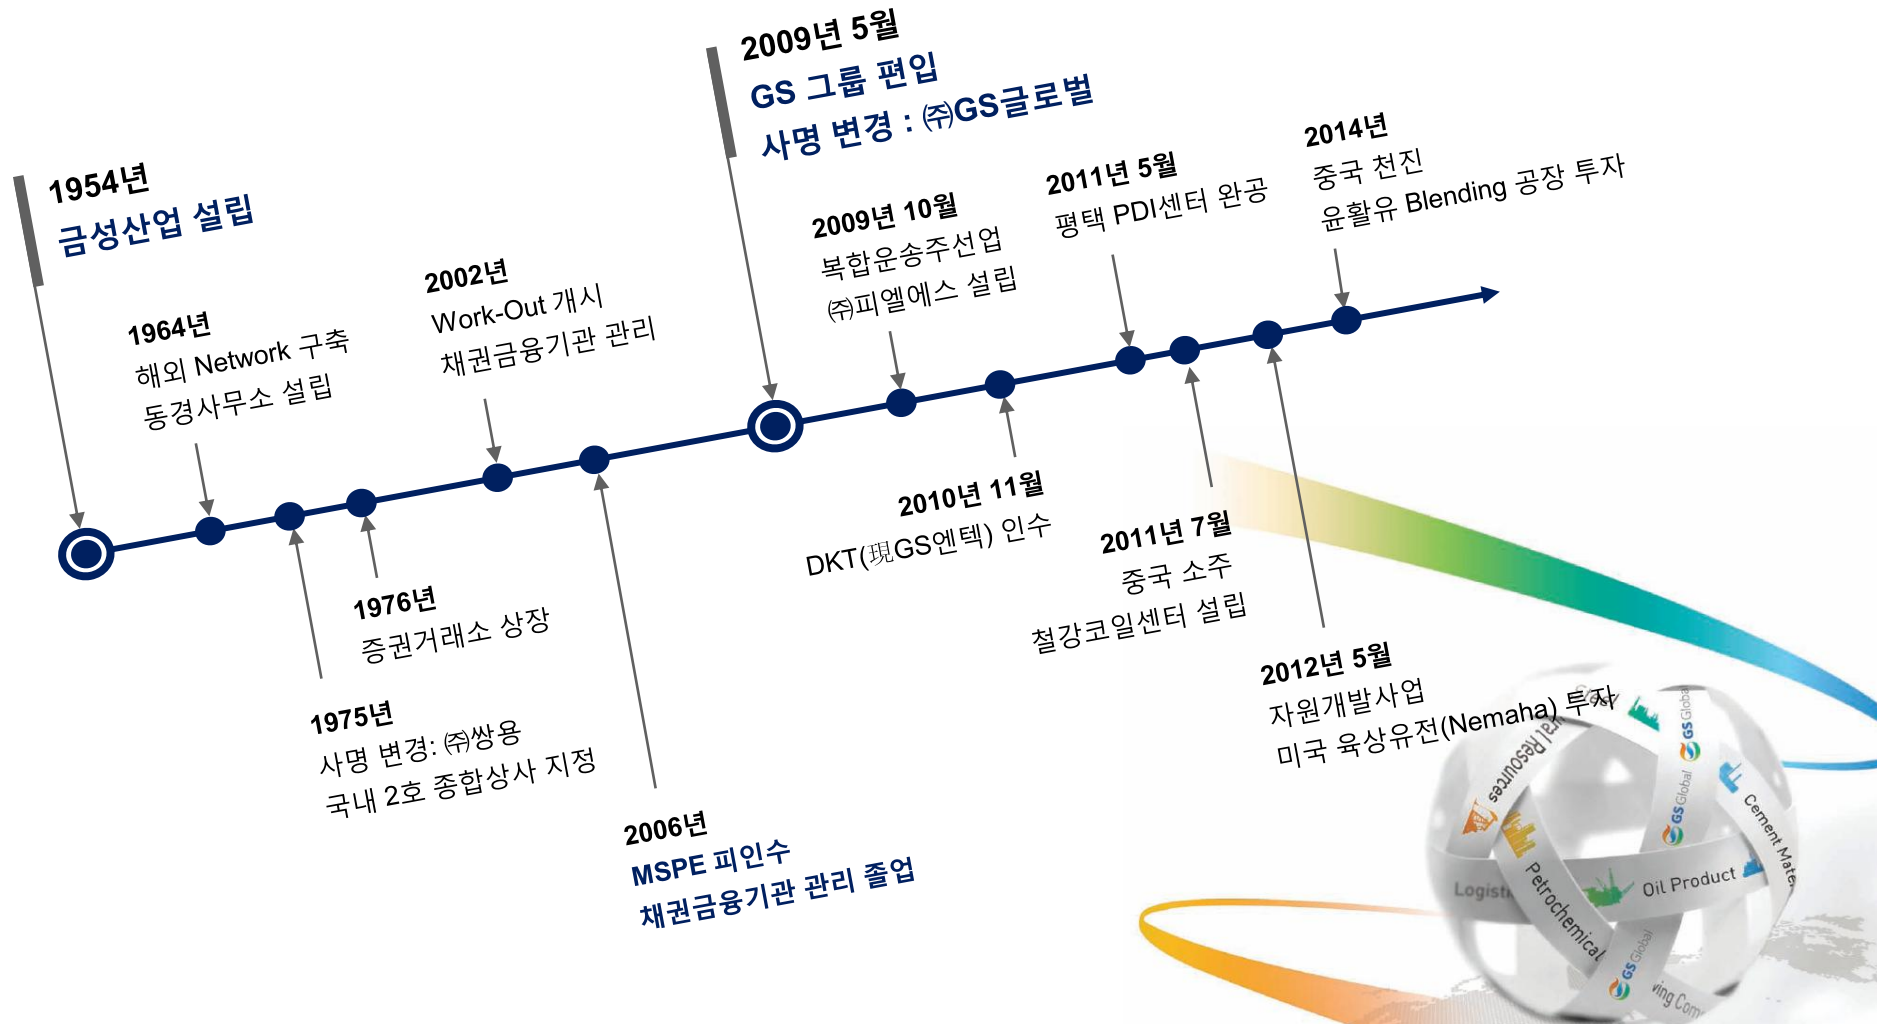 1954년
금성산업 설립
1964년
해외 Network 구축
동경사무소 설립
1975년
사명 변경: ㈜쌍용
국내 2호 종합상사 지정
1976년
증권거래소 상장
2002년
Work-Out 개시
채권금융기관 관리
2006년
MSPE 피인수
채권금융기관 관리 졸업
2009년 5월
GS 그룹 편입
사명 변경 : ㈜GS글로벌
2009년 10월
복합운송주선업
㈜피엘에스 설립
2010년 11월
DKT(現GS엔텍) 인수
2011년 5월
평택 PDI센터 완공
2011년 7월
중국 소주
철강코일센터 설립
2012년 5월
자원개발사업
미국 육상유전(Nemaha) 투자
2014년
중국 천진
윤활유 Blending 공장 투자
Steel
Resources
GS Global
GS Global
Cement
Petrochemical
Oil Product
GS Global